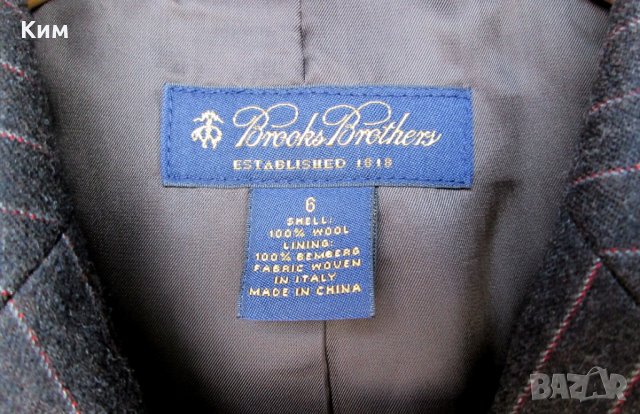 Ким
Brooks Brothers
ESTABLISHED 1818
6
SHELL:
100% WOOL
LINING:
100% BEMBERG
FABRIC WOVEN
IN ITALY
MADE IN CHINA
BAZAR